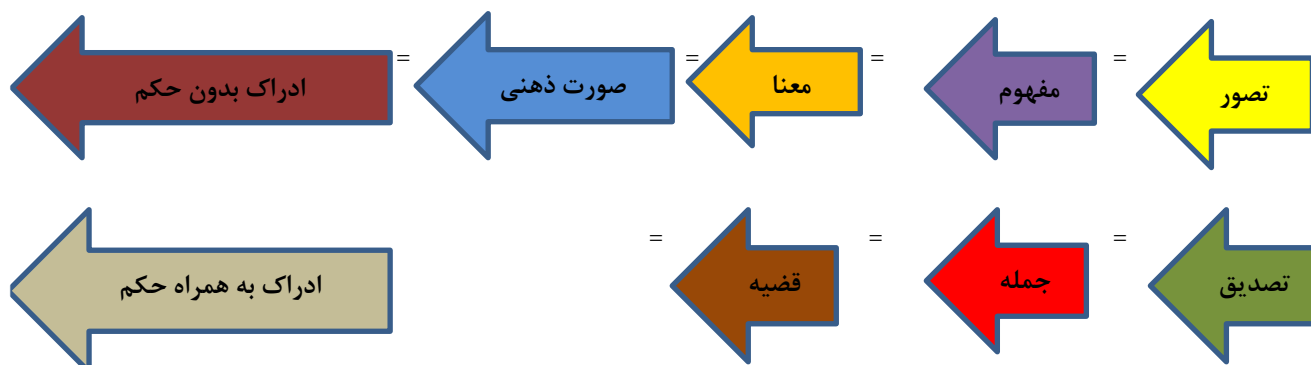 تصور = مفهوم = معنا = صورت ذهنی = ادراک بدون حکم
تصدیق = جمله = قضیه = ادراک به همراه حکم